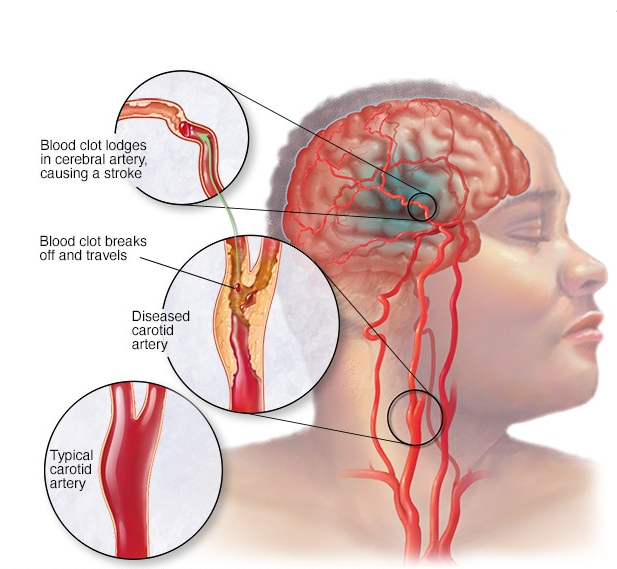 Blood clot lodges
in cerebral artery,
causing a stroke
Blood clot breaks
off and travels
Diseased
carotid
artery
Typical
carotid
artery